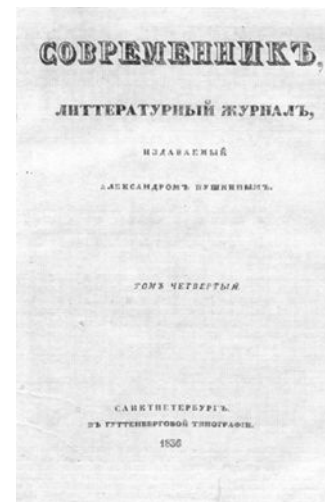 СОВРЕМЕННИКЪ,
ЛИТТЕРАТУРНЫЙ ЖУРНАЛЪ,
ИЗДАВАЕМЫЙ
АЛЕКСАНДРОМЪ ПУШКИНЫМЪ.
ТОМЪ ЧЕТВЕРТЫЙ
САНКТПЕТЕРБУРГЪ.
ВЪ ГУТТЕНБЕРГОВОЙ ТИПОГРАФІИ.
1836